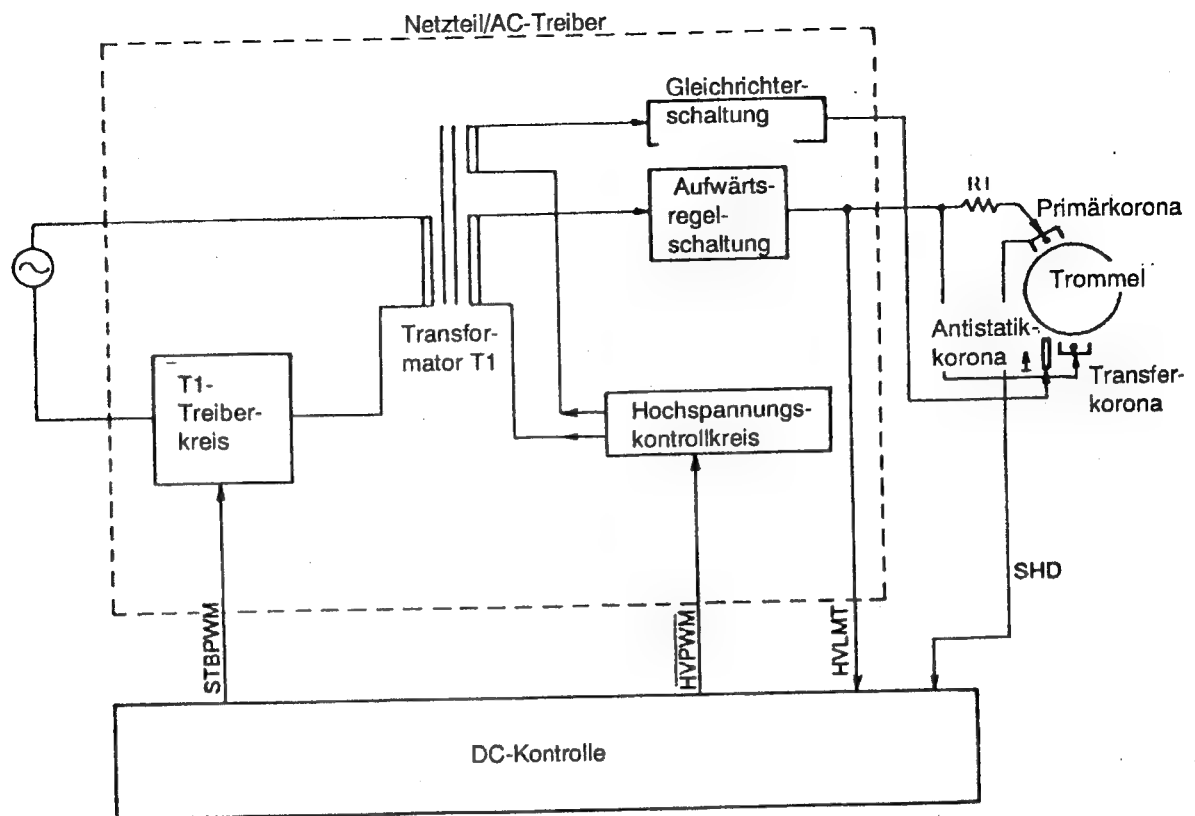 Netzteil/AC-Treiber
Gleichrichter-
schaltung
Aufwärts-
regel-
schaltung
R1
Primärkorona
Trommel
Antistatik-
korona
Transfer-
korona
Transfor-
mator T1
T1-
Treiber-
kreis
Hochspannungs-
kontrollkreis
SHD
STBPWM
HVPWM
HVLMT
DC-Kontrolle